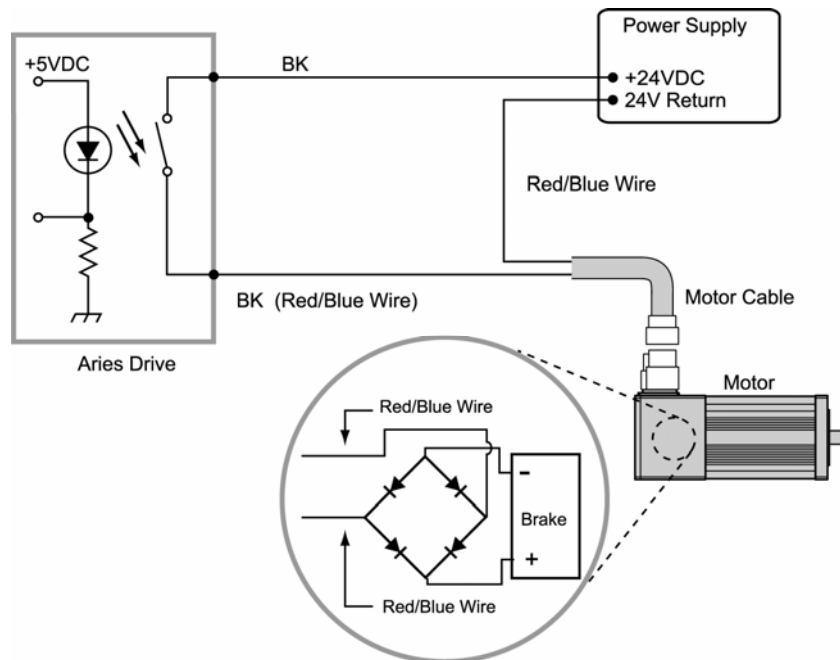 Power Supply
+5VDC
BK
+24VDC
24V Return
Red/Blue Wire
BK (Red/Blue Wire)
Motor Cable
Aries Drive
Motor
Red/Blue Wire
-
Brake
+
Red/Blue Wire